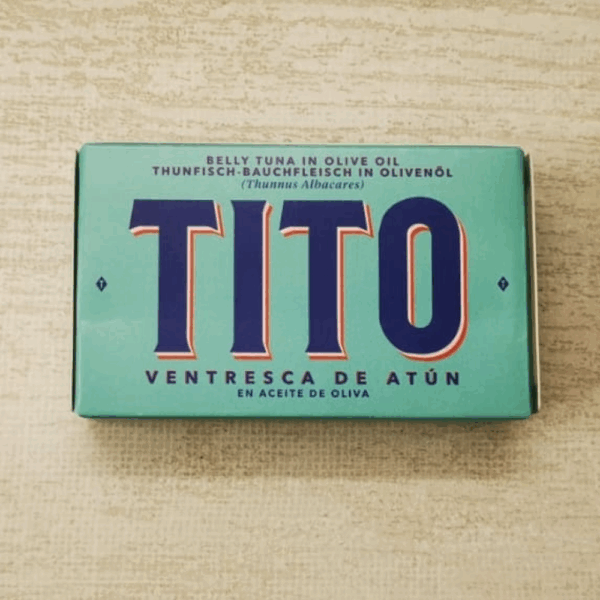 BELLY TUNA IN OLIVE OIL
THUNFISCH-BAUCHFLEISCH IN OLIVENÖL
(Thunnus Albacares)
TITO
T T
VENTRESCA DE ATÚN
EN ACEITE DE OLIVA